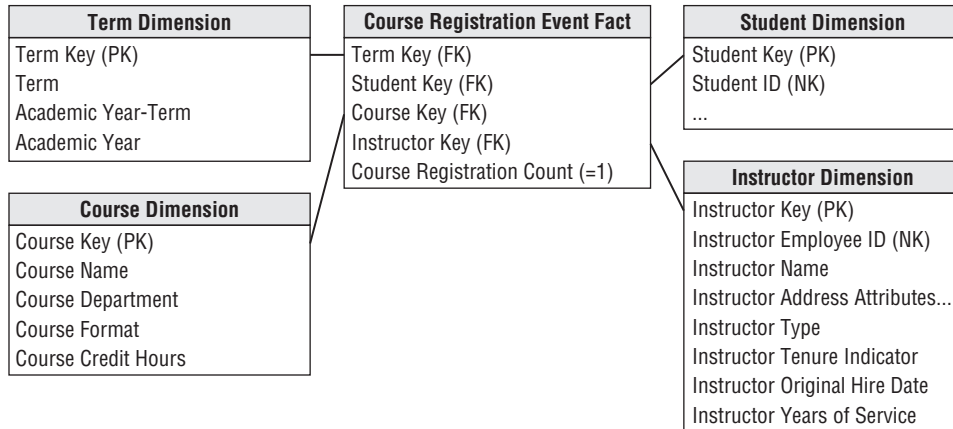 Term Dimension
Term Key (PK)
Term
Academic Year-Term
Academic Year
Course Dimension
Course Key (PK)
Course Name
Course Department
Course Format
Course Credit Hours
Course Registration Event Fact
Term Key (FK)
Student Key (FK)
Course Key (FK)
Instructor Key (FK)
Course Registration Count (=1)
Student Dimension
Student Key (PK)
Student ID (NK)
...
Instructor Dimension
Instructor Key (PK)
Instructor Employee ID (NK)
Instructor Name
Instructor Address Attributes...
Instructor Type
Instructor Tenure Indicator
Instructor Original Hire Date
Instructor Years of Service